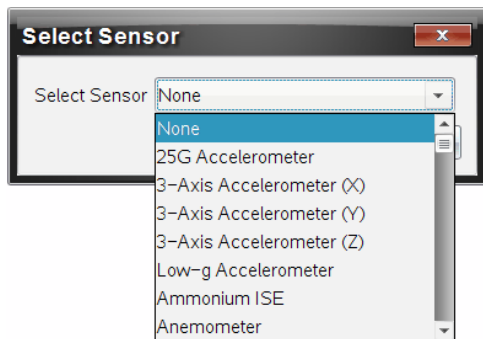 Select Sensor
Select Sensor None
None
25G Accelerometer
3-Axis Accelerometer (X)
3-Axis Accelerometer (Y)
3-Axis Accelerometer (Z)
Low-g Accelerometer
Ammonium ISE
Anemometer